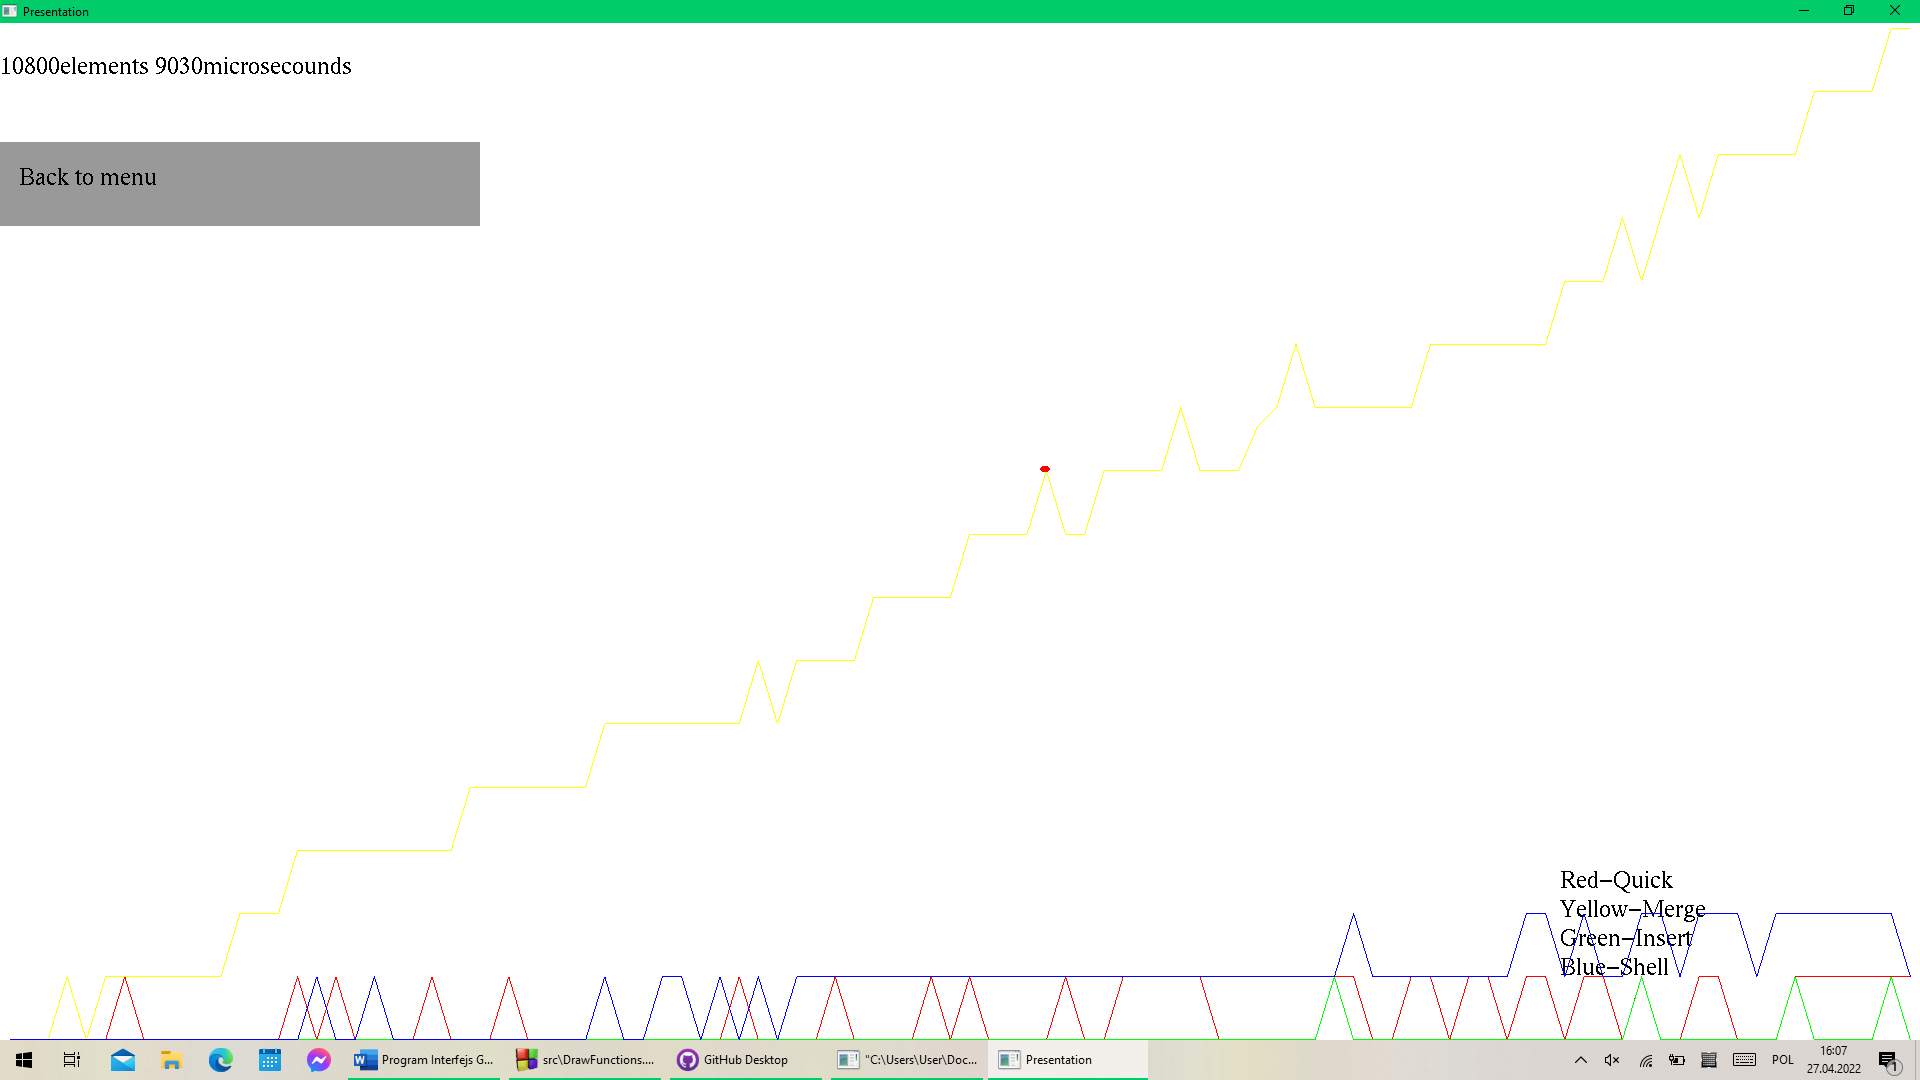 Presentation
10800elements 9030microsecounds
Back to menu
Red−Quick
Yellow−Merge
Green−Insert
Blue−Shell
Program Interfejs G...
src\DrawFunctions....
GitHub Desktop
"C:\Users\User\Doc...
Presentation
POL
16:07
27.04.2022
1